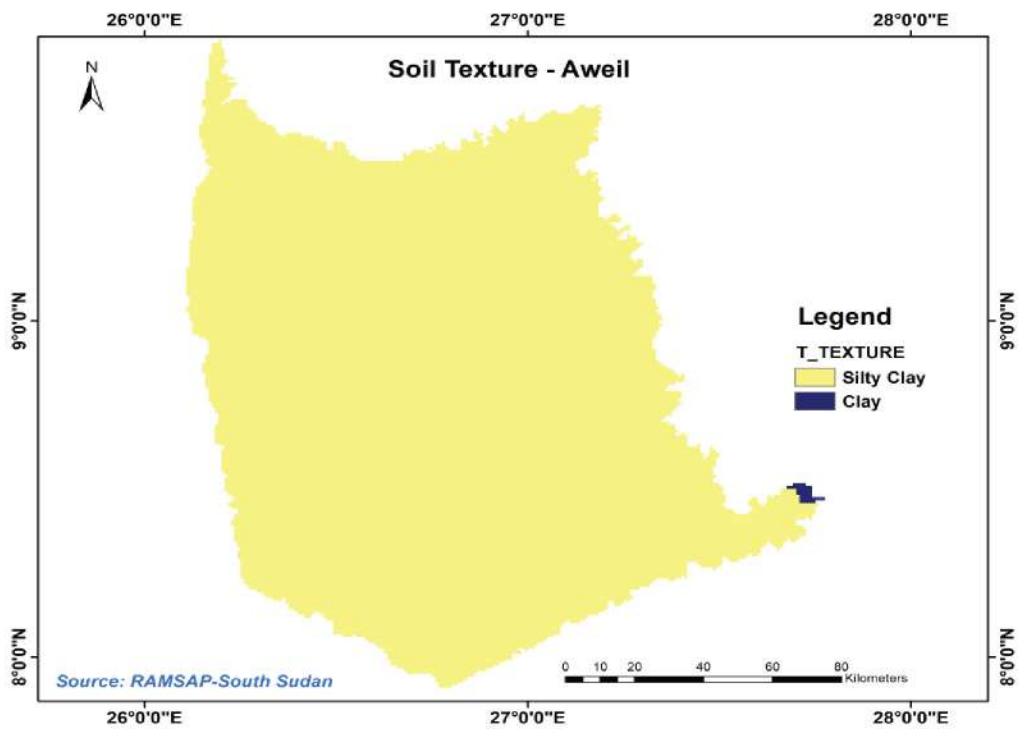 26°0'0"E 27°0'0"E 28°0'0"E
Soil Texture - Aweil
N
9°0'0"N 9°0'0"N
Legend
T_TEXTURE
Silty Clay
Clay
8°0'0"N 8°0'0"N
0 10 20 40 60 80
Kilometers
Source: RAMSAP-South Sudan
26°0'0"E 27°0'0"E 28°0'0"E